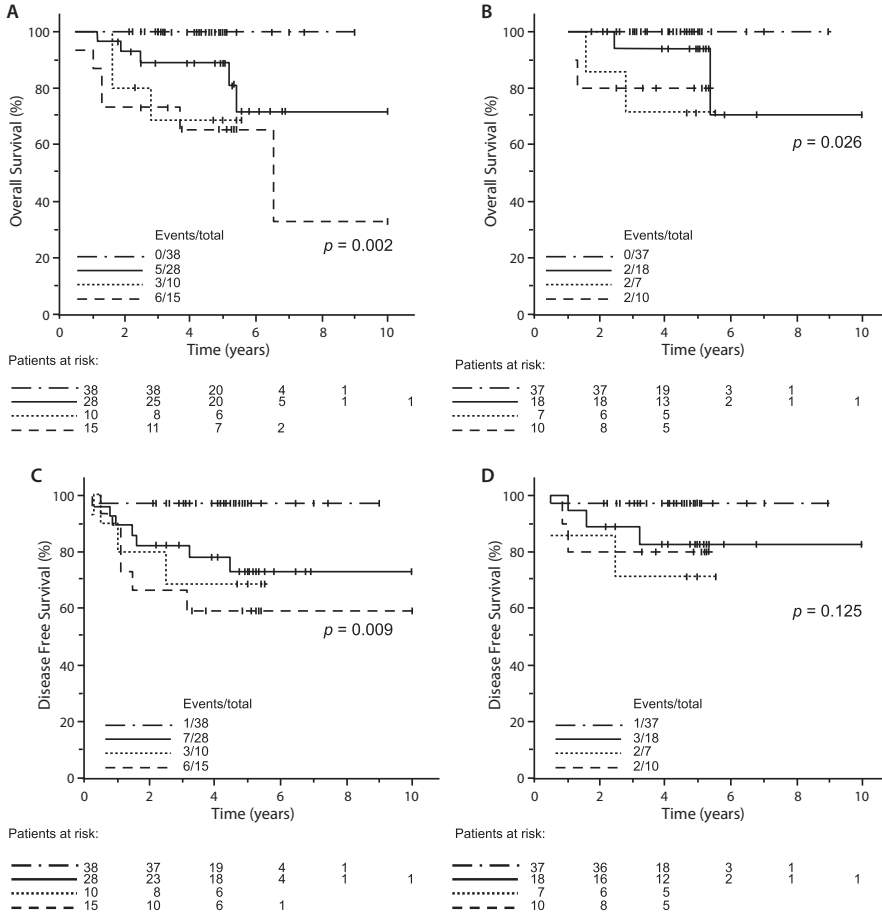 A
100
80
60
40
20
0
Overall Survival (%)
Events/total
0/38
5/28
3/10
6/15
p = 0.002
0 2 4 6 8 10
Time (years)
Patients at risk:
38 38 20 4 1
28 25 20 5 1 1
10 8 6
15 11 7 2
B
100
80
60
40
20
0
Overall Survival (%)
p = 0.026
Events/total
0/37
2/18
2/7
2/10
0 2 4 6 8 10
Time (years)
Patients at risk:
37 37 19 3 1
18 18 13 2 1 1
7 6 5
10 8 5
C
100
80
60
40
20
0
Disease Free Survival (%)
p = 0.009
Events/total
1/38
7/28
3/10
6/15
0 2 4 6 8 10
Time (years)
Patients at risk:
38 37 19 4 1
28 23 18 4 1 1
10 8 6
15 10 6 1
D
100
80
60
40
20
0
Disease Free Survival (%)
p = 0.125
Events/total
1/37
3/18
2/7
2/10
0 2 4 6 8 10
Time (years)
Patients at risk:
37 36 18 3 1
18 16 12 2 1 1
7 6 5
10 8 5